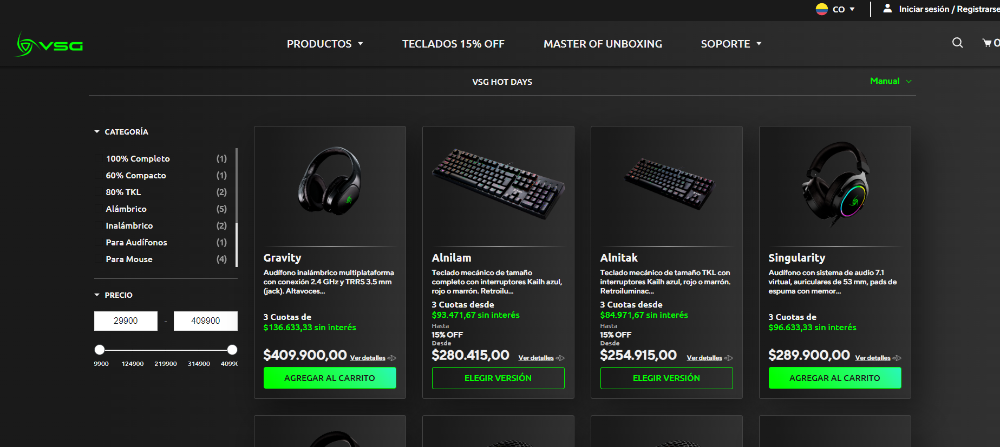 CO
Iniciar sesión / Registrarse
VSG
PRODUCTOS
TECLADOS 15% OFF
MASTER OF UNBOXING
SOPORTE
0
VSG HOT DAYS
Manual
CATEGORÍA
100% Completo (1)
60% Compacto (1)
80% TKL (2)
Alámbrico (5)
Inalámbrico (2)
Para Audífonos (1)
Para Mouse (4)
PRECIO
29900 - 409900
9900 124900 219900 314900 4099
Gravity
Audífono inalámbrico multiplataforma
con conexión 2.4 GHz y TRRS 3.5 mm
(jack). Altavoces...
3 Cuotas de
$136.633,33 sin interés
$409.900,00 Ver detalles
AGREGAR AL CARRITO
Alnilam
Teclado mecánico de tamaño
completo con interruptores Kailh azul,
rojo o marrón. Retroilu...
3 Cuotas desde
$93.471,67 sin interés
Hasta
15% OFF
Desde
$280.415,00 Ver detalles
ELEGIR VERSIÓN
Alnitak
Teclado mecánico de tamaño TKL con
interruptores Kailh azul, rojo o marrón.
Retroiluminac...
3 Cuotas desde
$84.971,67 sin interés
Hasta
15% OFF
Desde
$254.915,00 Ver detalles
ELEGIR VERSIÓN
Singularity
Audífono con sistema de audio 7.1
virtual, auriculares de 53 mm, pads de
espuma con memor...
3 Cuotas de
$96.633,33 sin interés
$289.900,00 Ver detalles
AGREGAR AL CARRITO